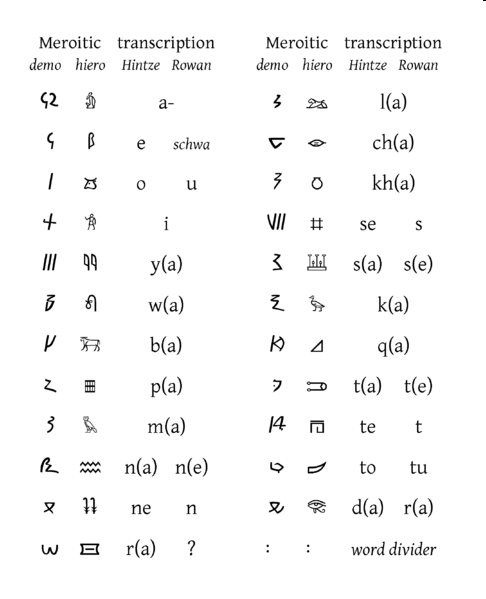 Meroitic transcription Meroitic transcription
demo hiero Hintze Rowan demo hiero Hintze Rowan
𐦠 𐦀 a- 𐦬 𐦐 l(a)
𐦡 𐦁 e schwa 𐦭 𐦑 ch(a)
𐦣 𐦃 o u 𐦮 𐦒 kh(a)
𐦢 𐦂 i 𐦱 𐦕 se s
𐦤 𐦄 y(a) 𐦯 𐦓 s(a) s(e)
𐦥 𐦅 w(a) 𐦲 𐦖 k(a)
𐦦 𐦆 b(a) 𐦳 𐦗 q(a)
𐦧 𐦈 p(a) 𐦴 𐦘 t(a) t(e)
𐦨 𐦉 m(a) 𐦵 𐦚 te t
𐦩 𐦊 n(a) n(e) 𐦶 𐦜 to tu
𐦪 𐦌 ne n 𐦷 𐦝 d(a) r(a)
𐦫 𐦎 r(a) ? : : word divider